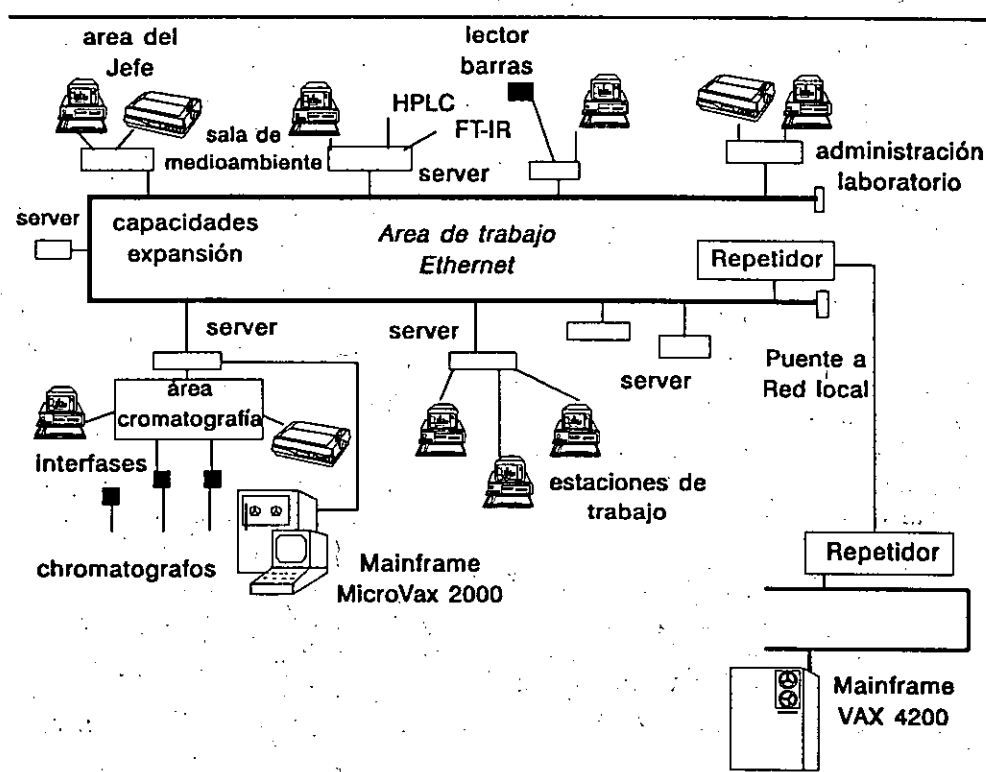 area del
Jefe
lector
barras
HPLC
FT-IR
sala de
medioambiente
server
administración
laboratorio
server
capacidades
expansión
Area de trabajo
Ethernet
Repetidor
server
server
server
Puente a
Red local
área
cromatografía
interfases
chromatografos
estaciones de
trabajo
Mainframe
MicroVax 2000
Repetidor
Mainframe
VAX 4200